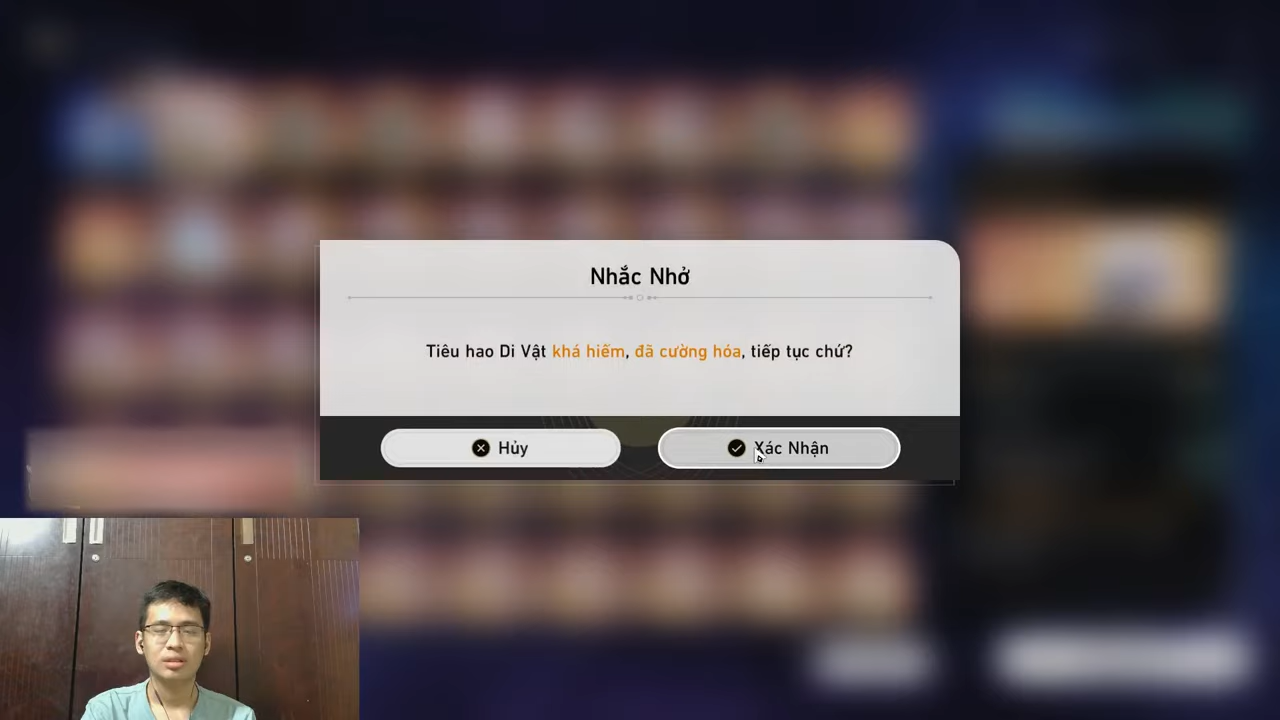 Nhắc Nhở
Tiêu hao Di Vật khá hiếm, đã cường hóa, tiếp tục chứ?
Hủy
Xác Nhận